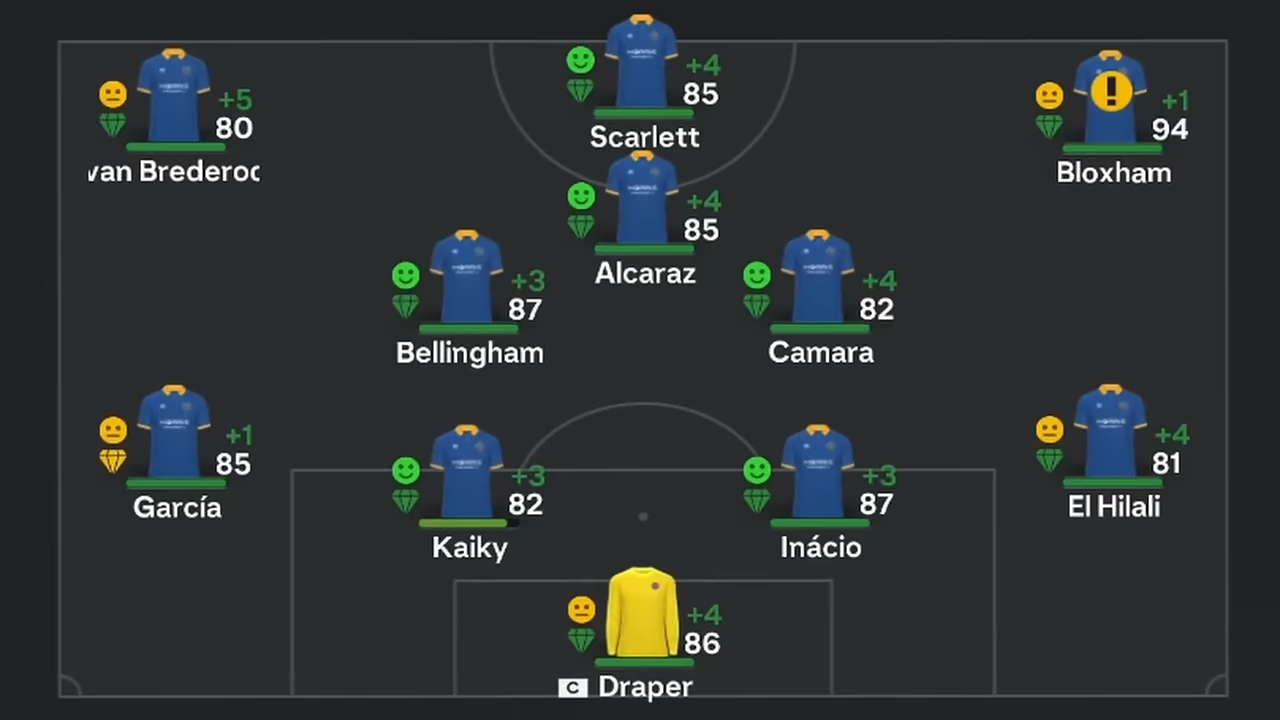 +4
85
Scarlett
+5
80
van Brederoc
!
+1
94
Bloxham
+4
85
Alcaraz
+3
87
Bellingham
+4
82
Camara
+1
85
García
+3
82
Kaiky
+3
87
Inácio
+4
81
El Hilali
+4
86
C Draper